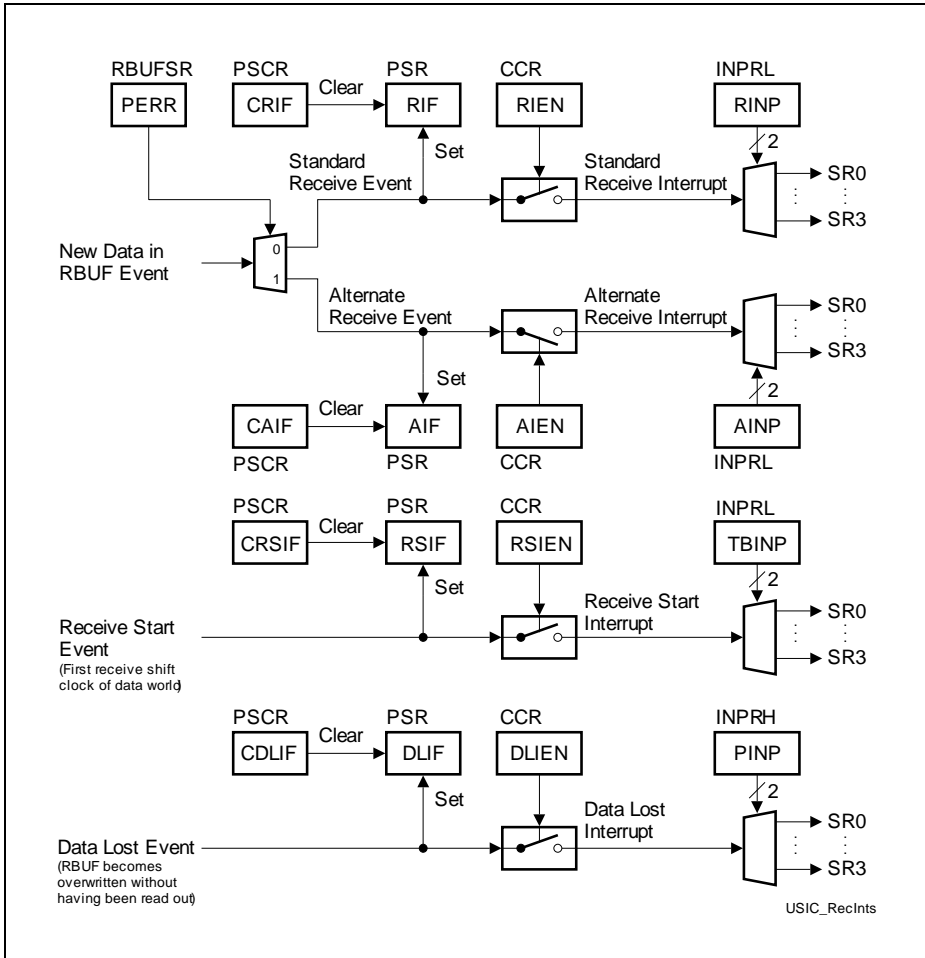 RBUFSR PSCR PSR CCR INPRL
PERR CRIF Clear RIF RIEN RINP
2
Set
Standard
Receive Event
Standard
Receive Interrupt
SR0
SR3
New Data in
RBUF Event
0
1
Alternate
Receive Event
Alternate
Receive Interrupt
SR0
SR3
Set
2
CAIF Clear AIF AIEN AINP
PSCR PSR CCR INPRL
PSCR PSR CCR INPRL
CRSIF Clear RSIF RSIEN TBINP
2
Set
Receive Start
Interrupt
SR0
SR3
Receive Start
Event
(First receive shift
clock of data world)
PSCR PSR CCR INPRH
CDLIF Clear DLIF DLIEN PINP
2
Set
Data Lost
Interrupt
SR0
SR3
Data Lost Event
(RBUF becomes
overwritten without
having been read out)
USIC_RecInts